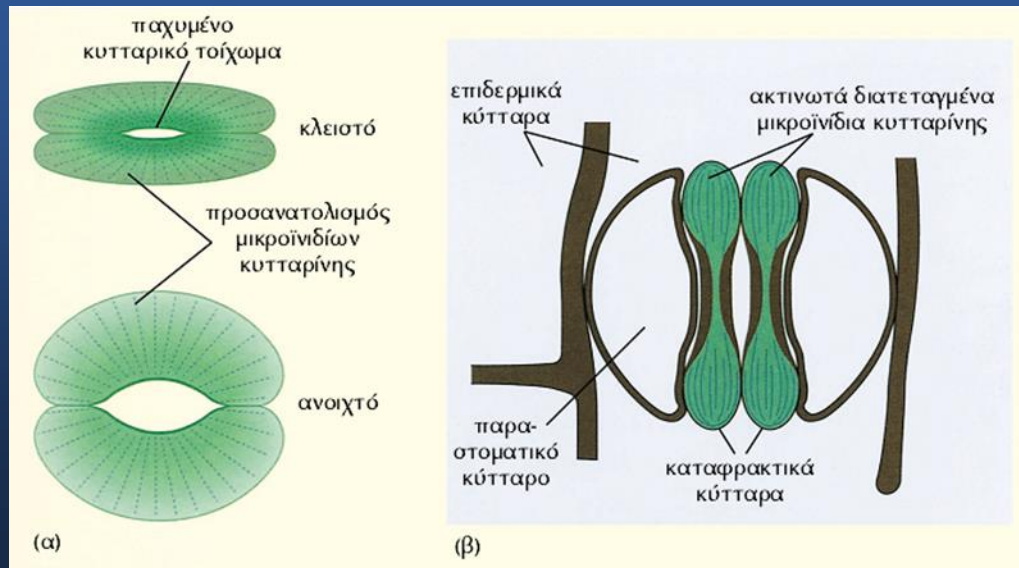 παχυμένο
κυτταρικό τοίχωμα
κλειστό
προσανατολισμός
μικροϊνιδίων
κυτταρίνης
ανοιχτό
(α)
επιδερμικά
κύτταρα
ακτινωτά διατεταγμένα
μικροϊνίδια κυτταρίνης
παρα-
στοματικό
κύτταρο
καταφρακτικά
κύτταρα
(β)